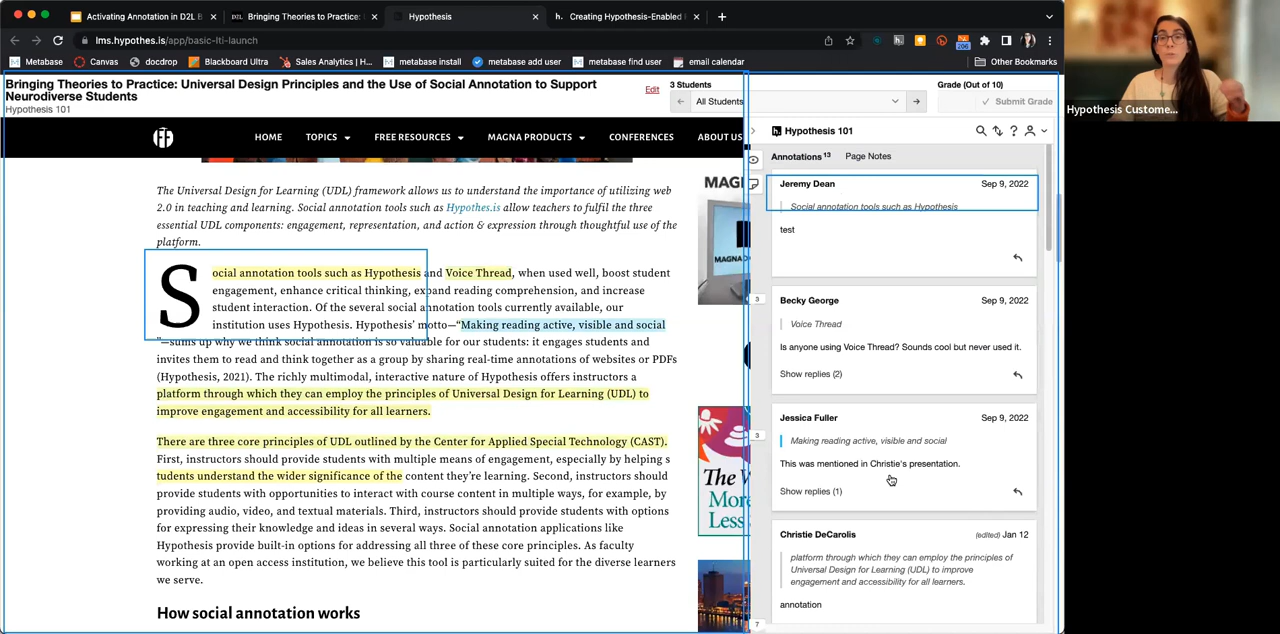 Activating Annotation in D2L B
Bringing Theories to Practice:
Hypothesis
h. Creating Hypothesis-Enabled
lms.hypothes.is/app/basic-lti-launch
206
Metabase
Canvas
docdrop
Blackboard Ultra
Sales Analytics | H...
metabase install
metabase add user
metabase find user
email calendar
Other Bookmarks
Bringing Theories to Practice: Universal Design Principles and the Use of Social Annotation to Support
Neurodiverse Students
Hypothesis 101
Edit
3 Students
All Students
Grade (Out of 10)
Submit Grade
HOME
TOPICS
FREE RESOURCES
MAGNA PRODUCTS
CONFERENCES
ABOUT US
The Universal Design for Learning (UDL) framework allows us to understand the importance of utilizing web
2.0 in teaching and learning. Social annotation tools such as Hypothes.is allow teachers to fulfil the three
essential UDL components: engagement, representation, and action & expression through thoughtful use of the
platform.
Social annotation tools such as Hypothesis and Voice Thread, when used well, boost student
engagement, enhance critical thinking, expand reading comprehension, and increase
student interaction. Of the several social annotation tools currently available, our
institution uses Hypothesis. Hypothesis' motto—“Making reading active, visible and social
”—sums up why we think social annotation is so valuable for our students: it engages students and
invites them to read and think together as a group by sharing real-time annotations of websites or PDFs
(Hypothesis, 2021). The richly multimodal, interactive nature of Hypothesis offers instructors a
platform through which they can employ the principles of Universal Design for Learning (UDL) to
improve engagement and accessibility for all learners.
There are three core principles of UDL outlined by the Center for Applied Special Technology (CAST).
First, instructors should provide students with multiple means of engagement, especially by helping s
tudents understand the wider significance of the content they're learning. Second, instructors should
provide students with opportunities to interact with course content in multiple ways, for example, by
providing audio, video, and textual materials. Third, instructors should provide students with options
for expressing their knowledge and ideas in several ways. Social annotation applications like
Hypothesis provide built-in options for addressing all three of these core principles. As faculty
working at an open access institution, we believe this tool is particularly suited for the diverse learners
we serve.
How social annotation works
MAG
MAGNA
The
More
Less
Hypothesis 101
Annotations 13
Page Notes
Jeremy Dean
Sep 9, 2022
Social annotation tools such as Hypothesis
test
3
Becky George
Sep 9, 2022
Voice Thread
Is anyone using Voice Thread? Sounds cool but never used it.
Show replies (2)
3
Jessica Fuller
Sep 9, 2022
Making reading active, visible and social
This was mentioned in Christie's presentation.
Show replies (1)
Christie DeCarolis
(edited) Jan 12
platform through which they can employ the principles of
Universal Design for Learning (UDL) to improve
engagement and accessibility for all learners.
annotation
7
Hypothesis Custome...